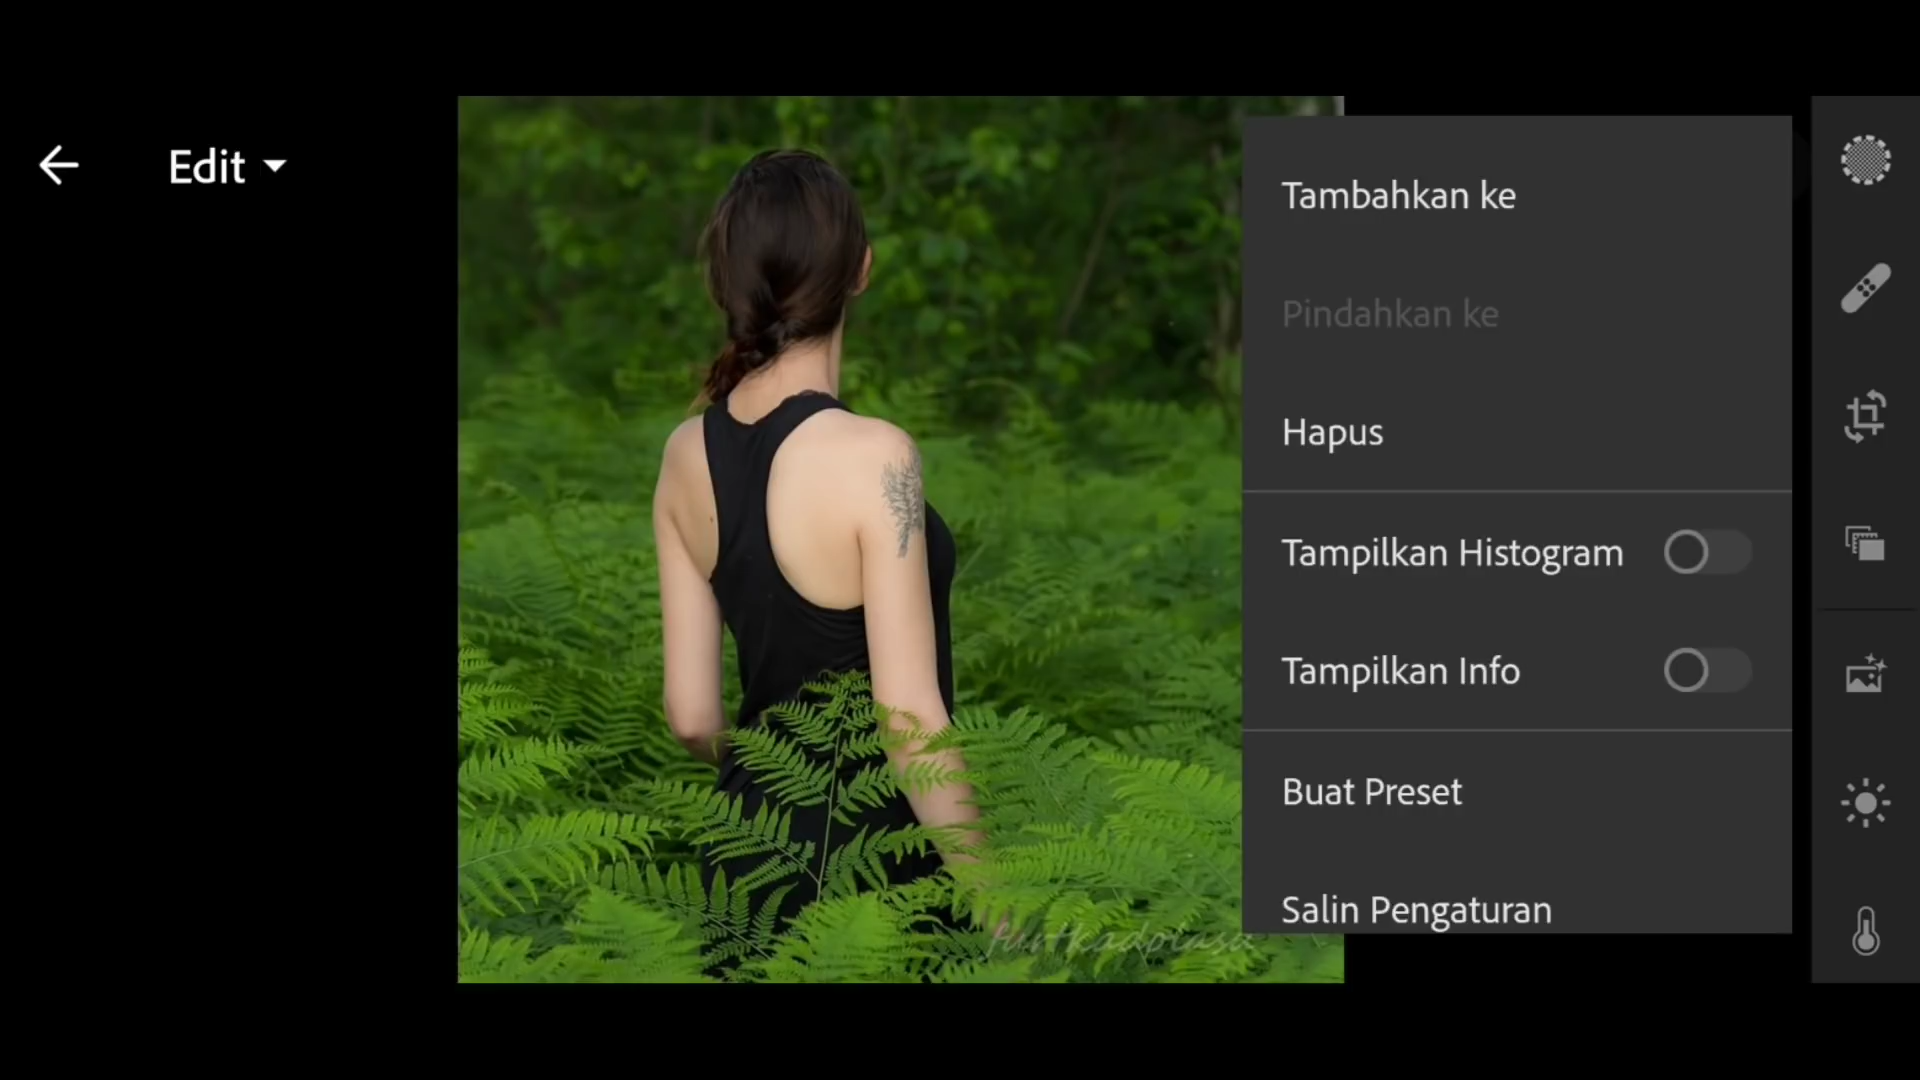 Edit
Tambahkan ke
Pindahkan ke
Hapus
Tampilkan Histogram
Tampilkan Info
Buat Preset
Salin Pengaturan